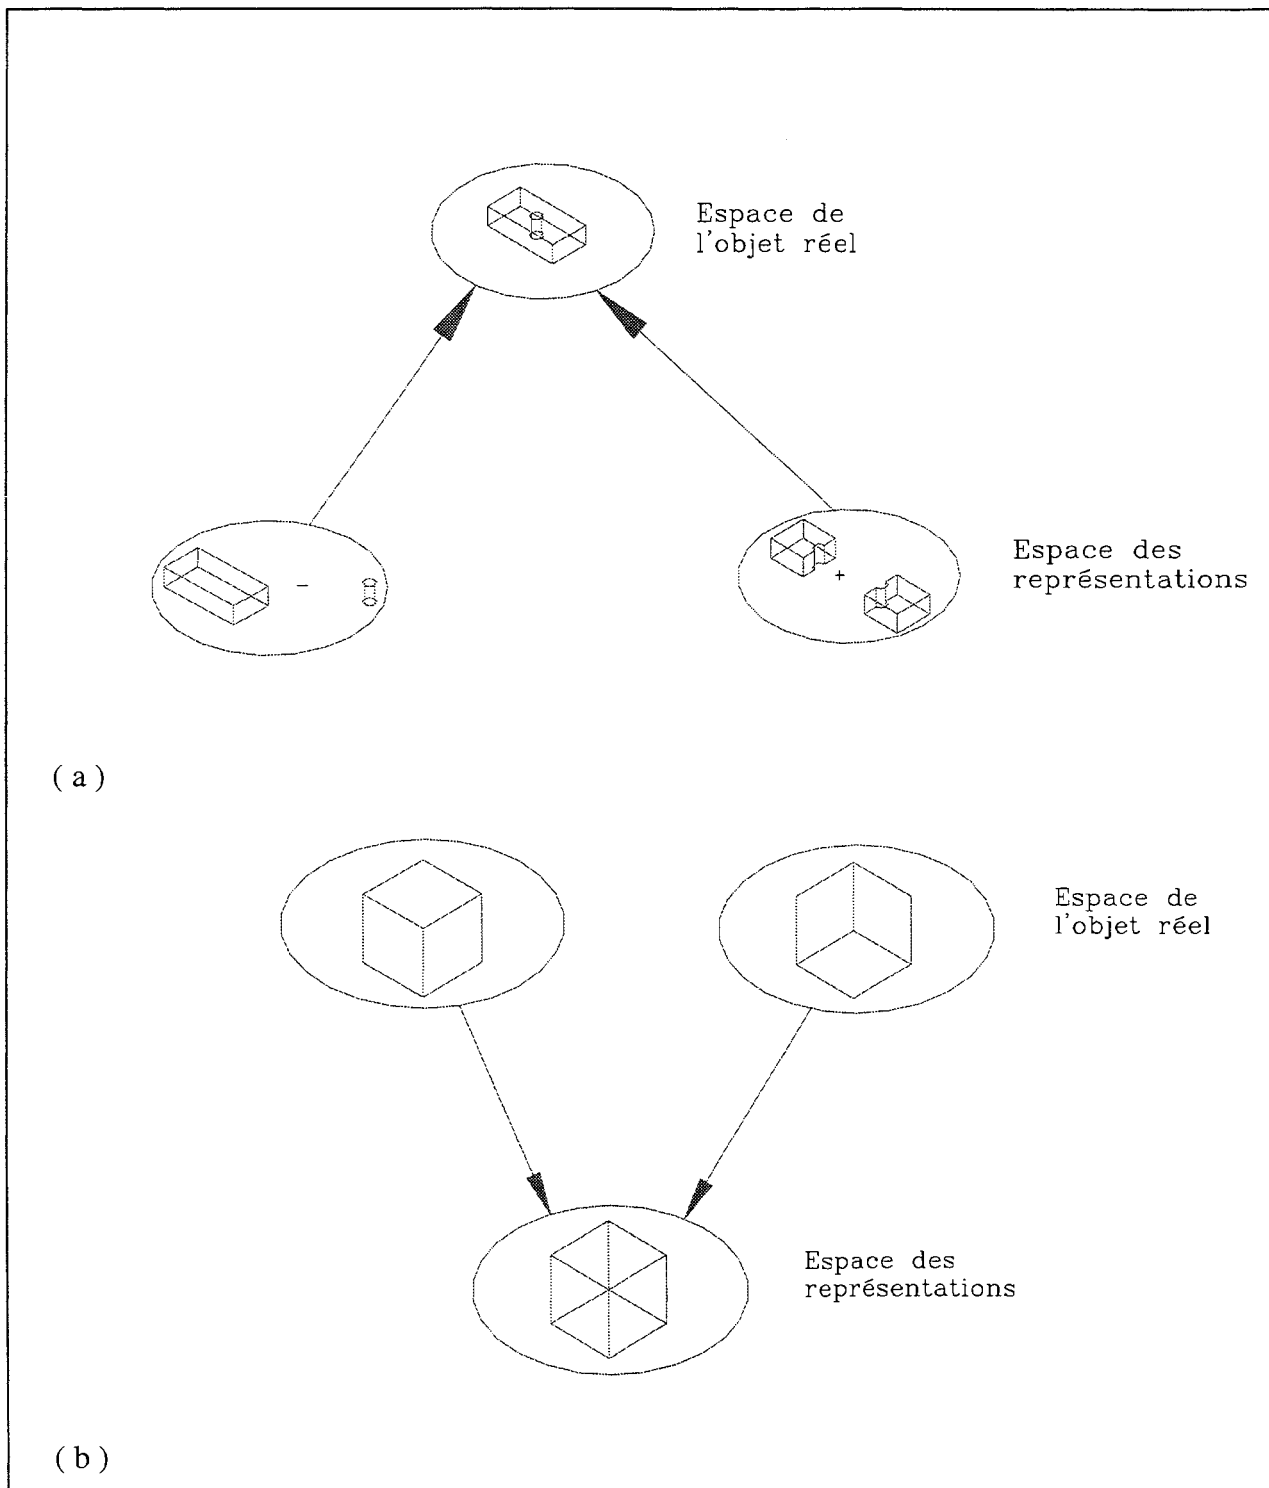 Espace de
l'objet réel
-
+
Espace des
représentations
(a)
Espace de
l'objet réel
Espace des
représentations
(b)